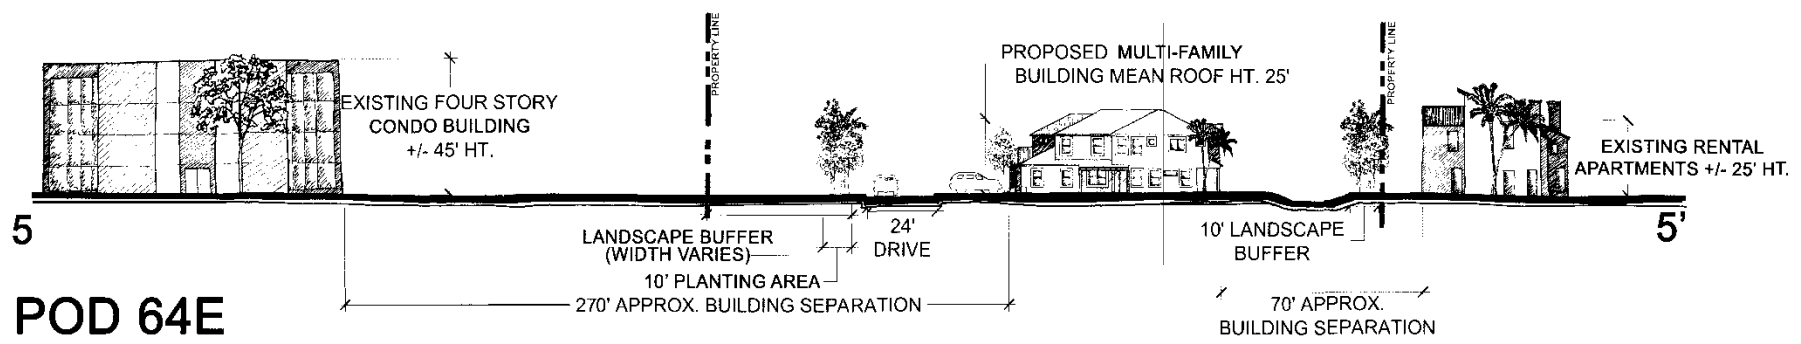 PROPERTY LINE
PROPERTY LINE
PROPOSED MULTI-FAMILY
BUILDING MEAN ROOF HT. 25'
EXISTING FOUR STORY
CONDO BUILDING
+/- 45' HT.
EXISTING RENTAL
APARTMENTS +/- 25' HT.
5
5'
LANDSCAPE BUFFER
(WIDTH VARIES)
24'
DRIVE
10' LANDSCAPE
BUFFER
10' PLANTING AREA
270' APPROX. BUILDING SEPARATION
70' APPROX.
BUILDING SEPARATION
POD 64E